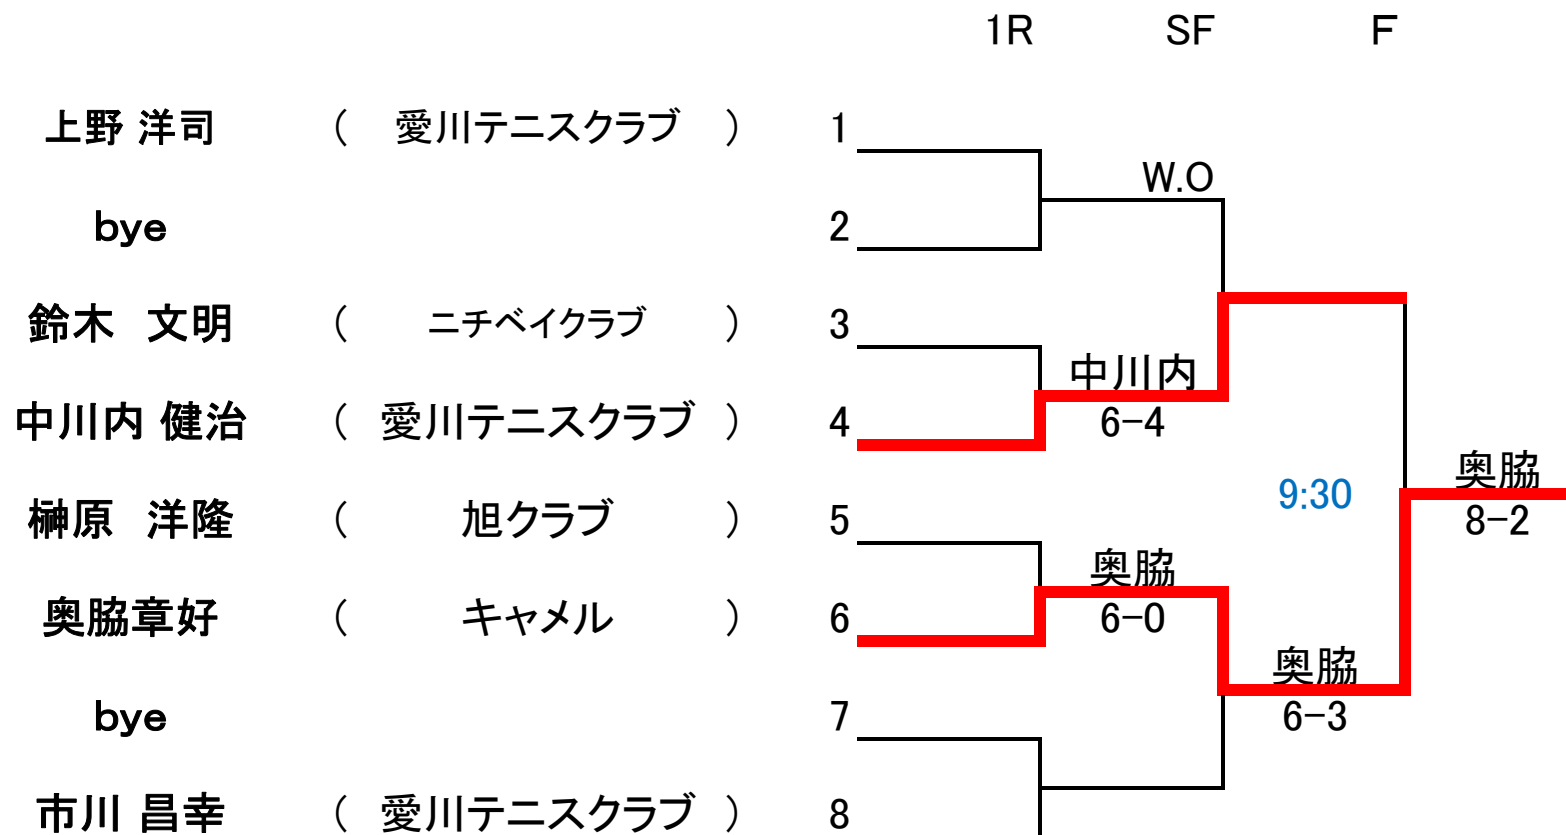 1R SF F
上野 洋司 ( 愛川テニスクラブ ) 1
W.O
bye 2
鈴木 文明 ( ニチベイクラブ ) 3
中川内
中川内 健治 ( 愛川テニスクラブ ) 4
6-4
奥脇
9:30
8-2
榊原 洋隆 ( 旭クラブ ) 5
奥脇
奥脇章好 ( キャメル ) 6
6-0
奥脇
bye 7
6-3
市川 昌幸 ( 愛川テニスクラブ ) 8